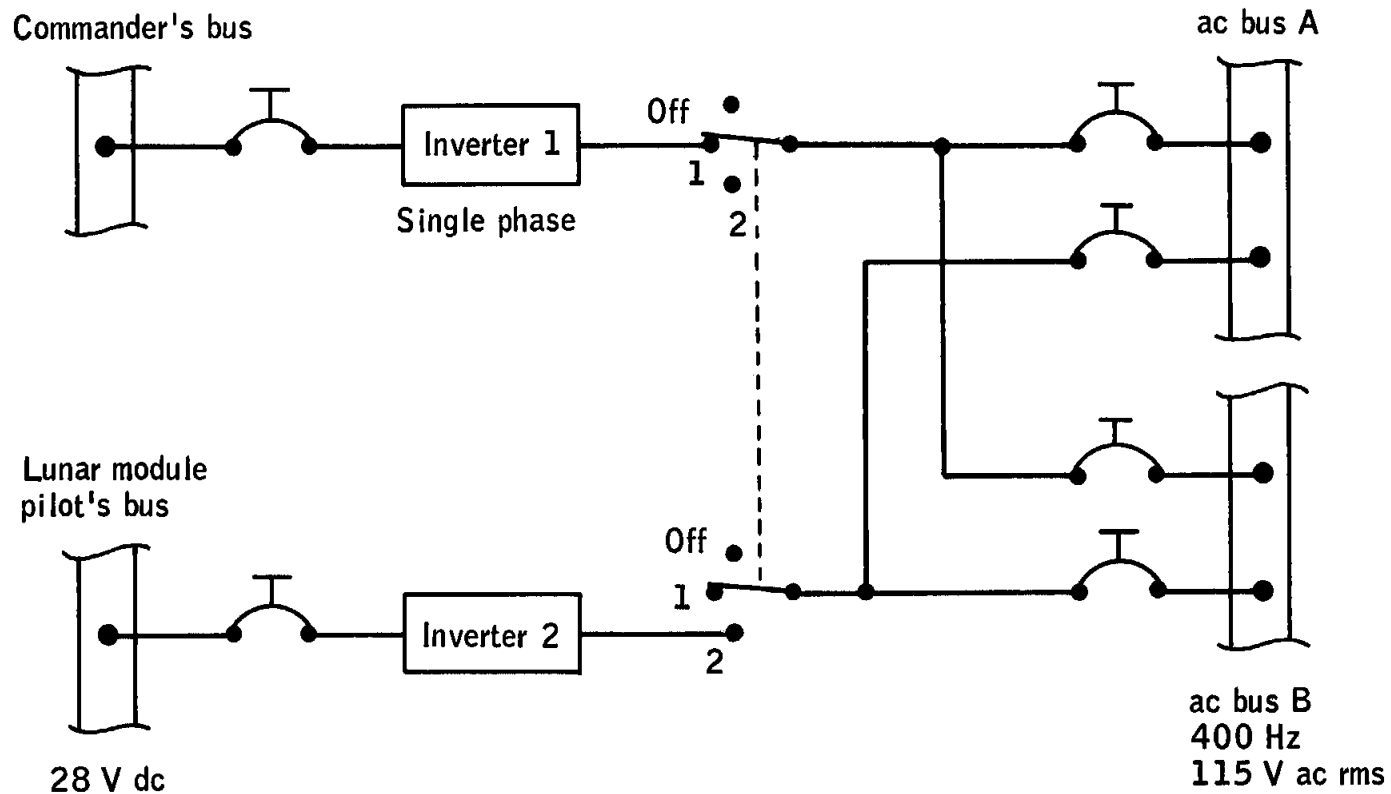 Commander's bus
ac bus A
Off
Inverter 1
1
Single phase
2
Lunar module
pilot's bus
Off
1
Inverter 2
2
ac bus B
400 Hz
115 V ac rms
28 V dc